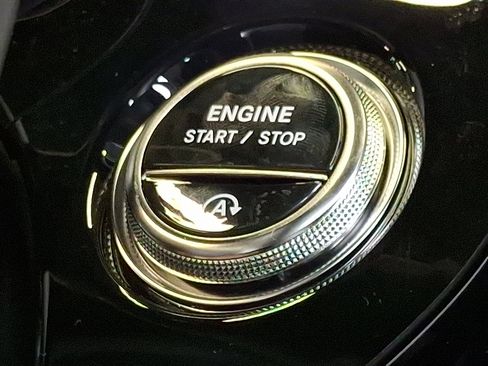 ENGINE
START / STOP
A